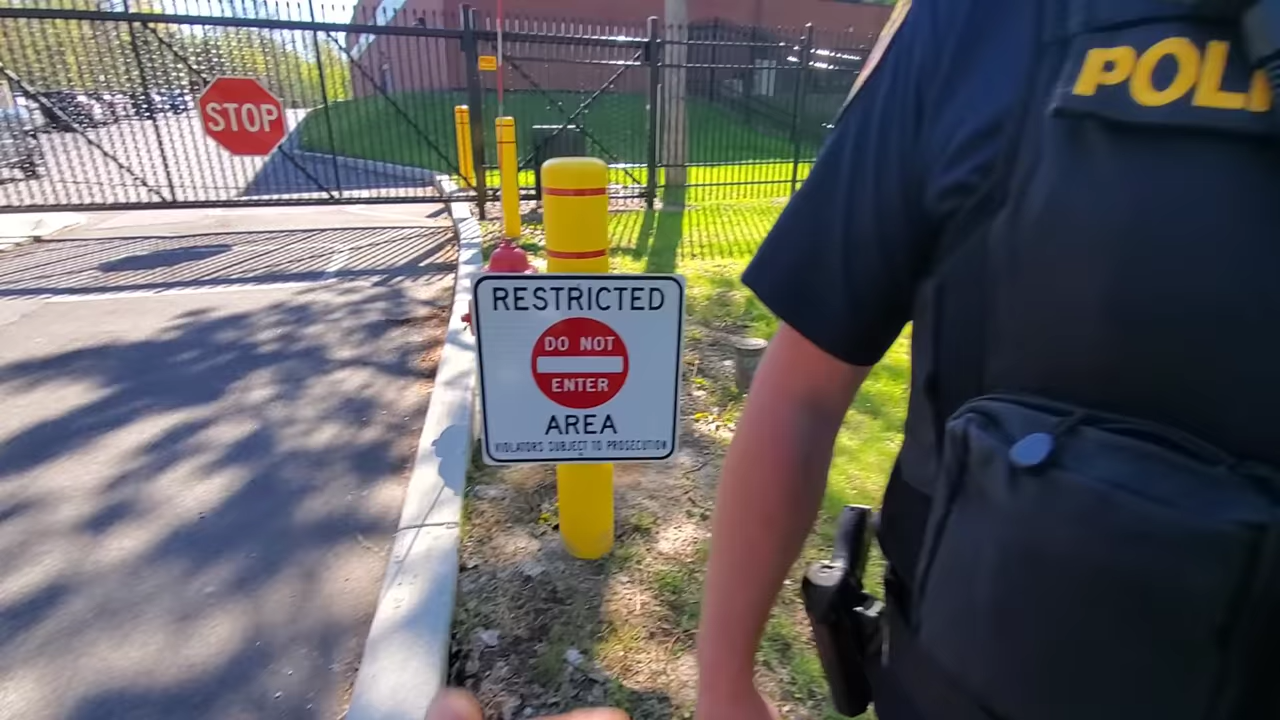 STOP
POLI
RESTRICTED
DO NOT
ENTER
AREA
VIOLATORS SUBJECT TO PROSECUTION